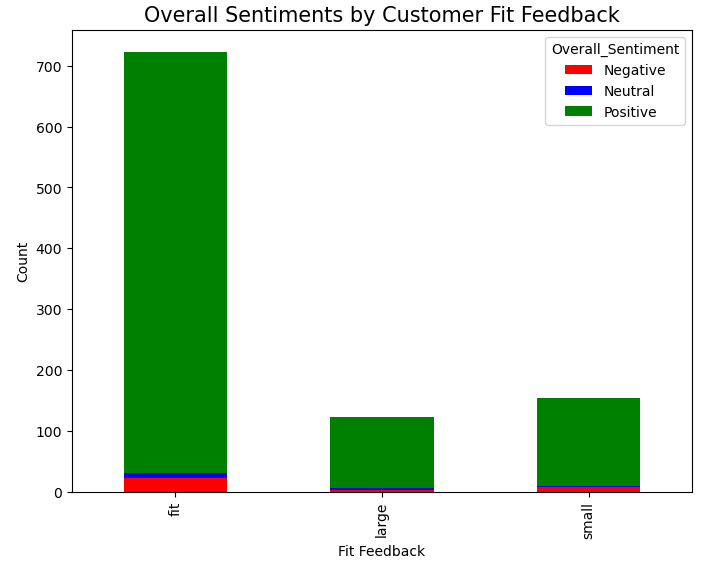 Overall Sentiments by Customer Fit Feedback
Overall_Sentiment
Negative
Neutral
Positive
700
600
500
400
300
200
100
0
Count
fit
large
small
Fit Feedback